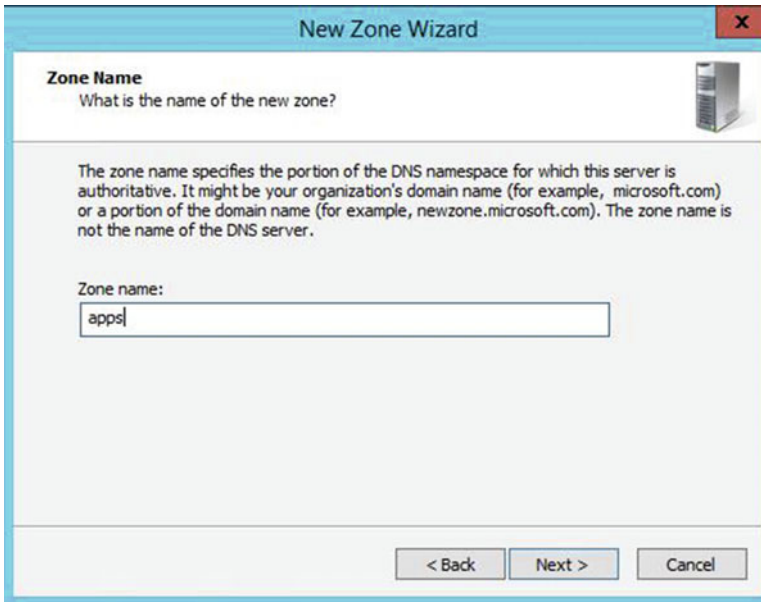 New Zone Wizard
x
Zone Name
What is the name of the new zone?
The zone name specifies the portion of the DNS namespace for which this server is
authoritative. It might be your organization's domain name (for example, microsoft.com)
or a portion of the domain name (for example, newzone.microsoft.com). The zone name is
not the name of the DNS server.
Zone name:
apps
< Back Next > Cancel